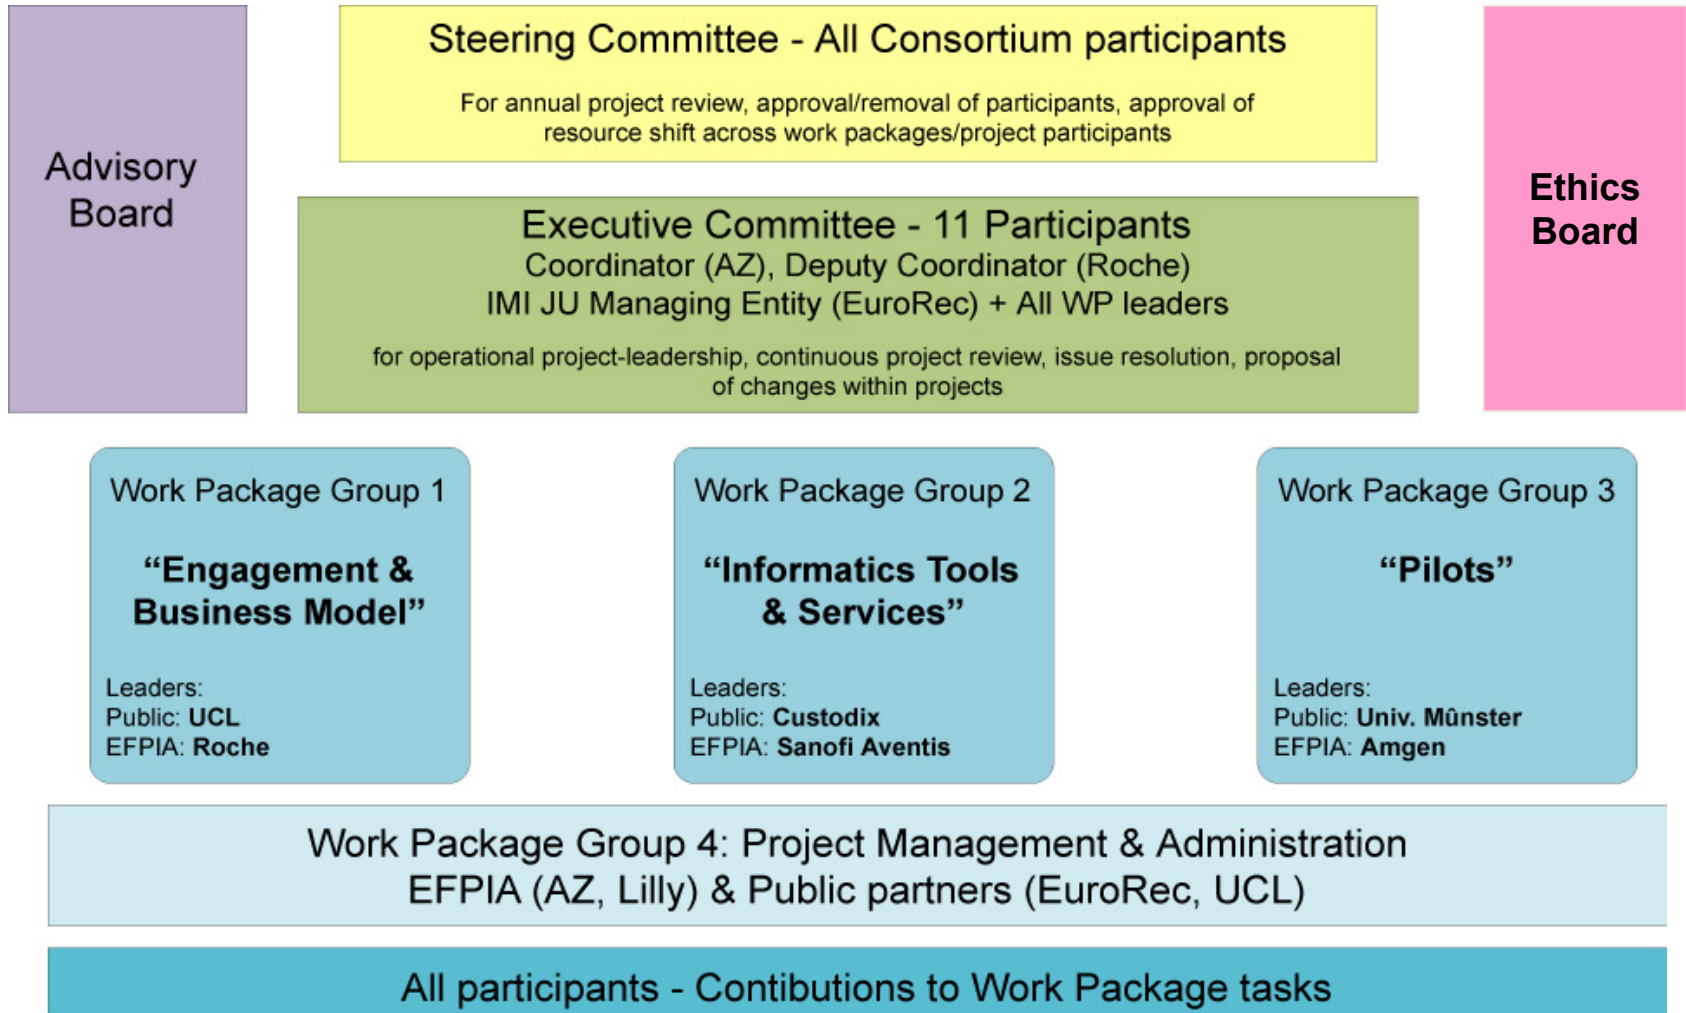 Advisory
Board
Steering Committee - All Consortium participants
For annual project review, approval/removal of participants, approval of
resource shift across work packages/project participants
Ethics
Board
Executive Committee - 11 Participants
Coordinator (AZ), Deputy Coordinator (Roche)
IMI JU Managing Entity (EuroRec) + All WP leaders
for operational project-leadership, continuous project review, issue resolution, proposal
of changes within projects
Work Package Group 1
“Engagement &
Business Model”
Leaders:
Public: UCL
EFPIA: Roche
Work Package Group 2
“Informatics Tools
& Services”
Leaders:
Public: Custodix
EFPIA: Sanofi Aventis
Work Package Group 3
“Pilots”
Leaders:
Public: Univ. Mûnster
EFPIA: Amgen
Work Package Group 4: Project Management & Administration
EFPIA (AZ, Lilly) & Public partners (EuroRec, UCL)
All participants - Contibutions to Work Package tasks